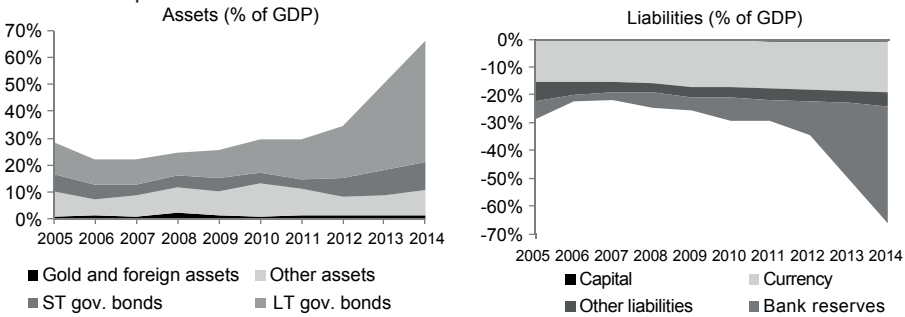 Assets (% of GDP)
70%
60%
50%
40%
30%
20%
10%
0%
2005 2006 2007 2008 2009 2010 2011 2012 2013 2014
Gold and foreign assets Other assets
ST gov. bonds LT gov. bonds
Liabilities (% of GDP)
0%
-10%
-20%
-30%
-40%
-50%
-60%
-70%
2005 2006 2007 2008 2009 2010 2011 2012 2013 2014
Capital Currency
Other liabilities Bank reserves